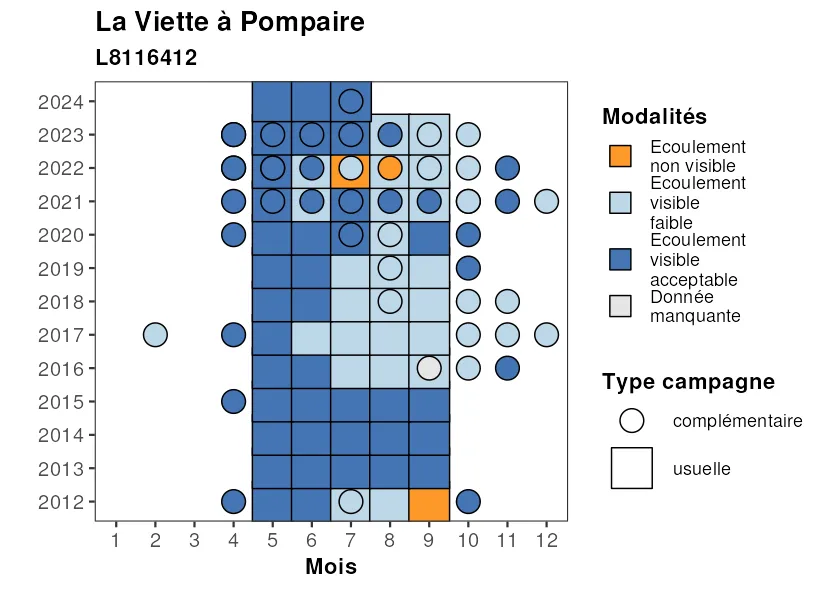 La Viette à Pompaire
L8116412
2024
2023
2022
2021
2020
2019
2018
2017
2016
2015
2014
2013
2012
1 2 3 4 5 6 7 8 9 10 11 12
Mois
Modalités
Ecoulement
non visible
Ecoulement
visible
faible
Ecoulement
visible
acceptable
Donnée
manquante
Type campagne
complémentaire
usuelle